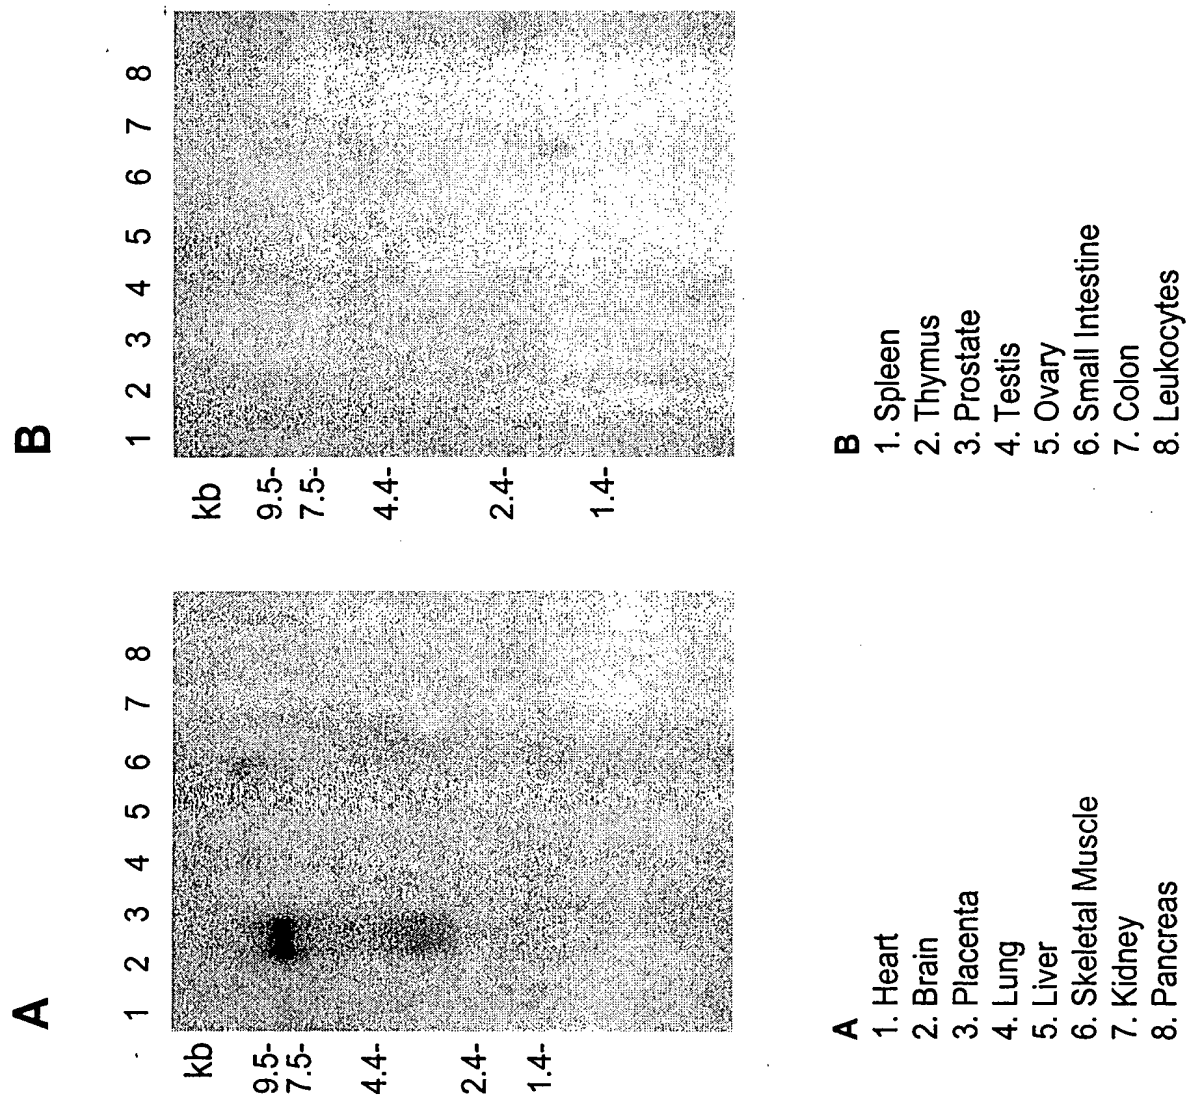 A
1 2 3 4 5 6 7 8
kb
9.5-
7.5-
4.4-
2.4-
1.4-
A
1. Heart
2. Brain
3. Placenta
4. Lung
5. Liver
6. Skeletal Muscle
7. Kidney
8. Pancreas
B
1 2 3 4 5 6 7 8
kb
9.5-
7.5-
4.4-
2.4-
1.4-
B
1. Spleen
2. Thymus
3. Prostate
4. Testis
5. Ovary
6. Small Intestine
7. Colon
8. Leukocytes